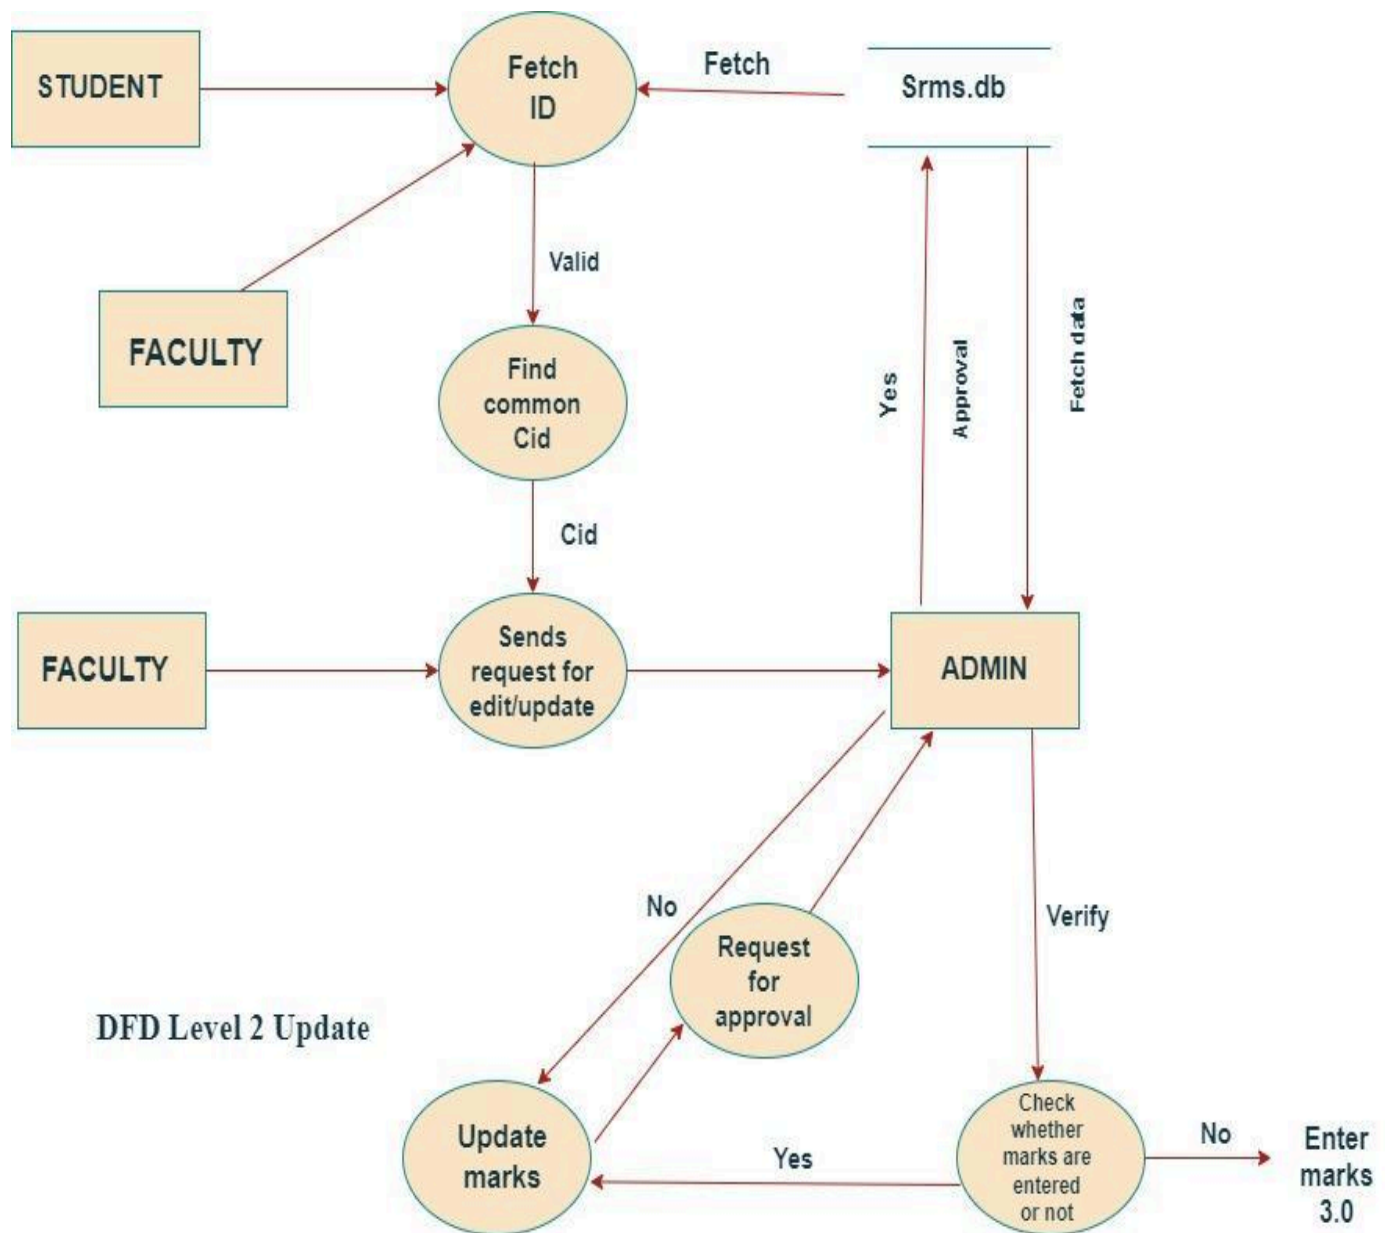 STUDENT
Fetch
ID
Fetch
Srms.db
Valid
FACULTY
Find
common
Cid
Yes
Approval
Fetch data
Cid
FACULTY
Sends
request for
edit/update
ADMIN
No
Request
for
approval
Verify
DFD Level 2 Update
Update
marks
Yes
Check
whether
marks are
entered
or not
No
Enter
marks
3.0